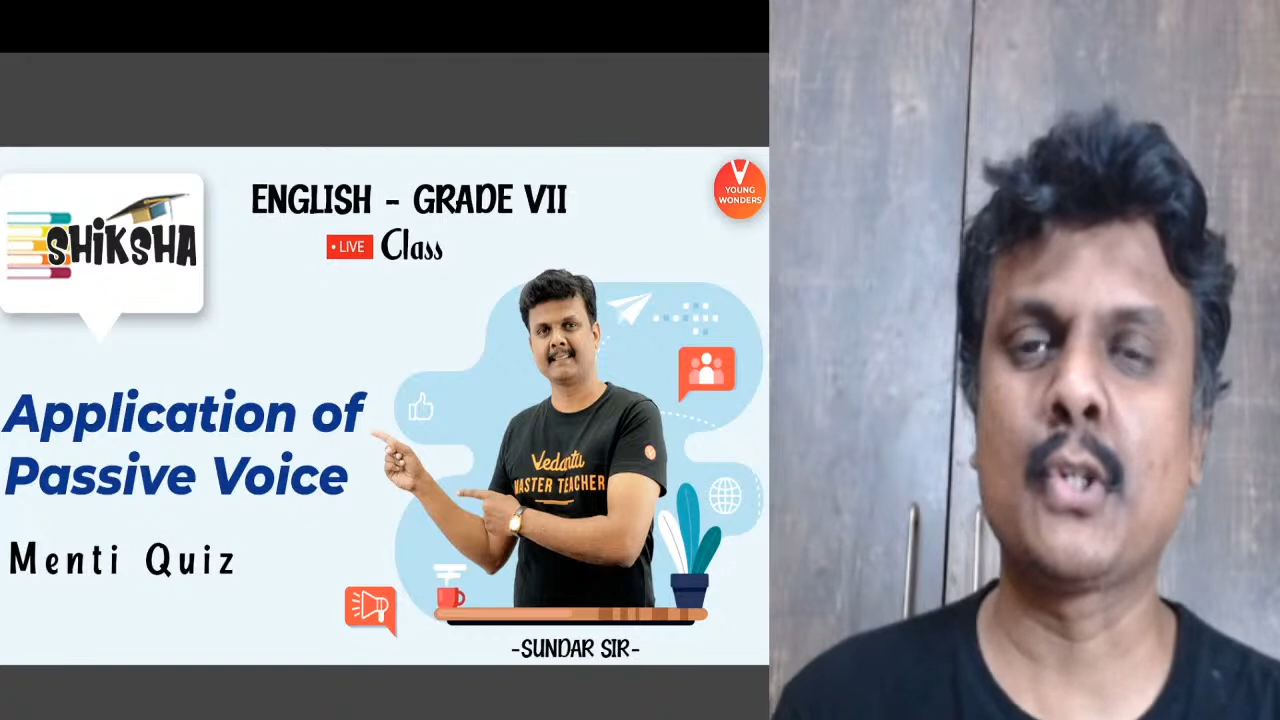 ENGLISH - GRADE VII
• LIVE Class
SHiKSHA
YOUNG
WONDERS
Application of
Passive Voice
Menti Quiz
Vedantu
MASTER TEACHER
-SUNDAR SIR-